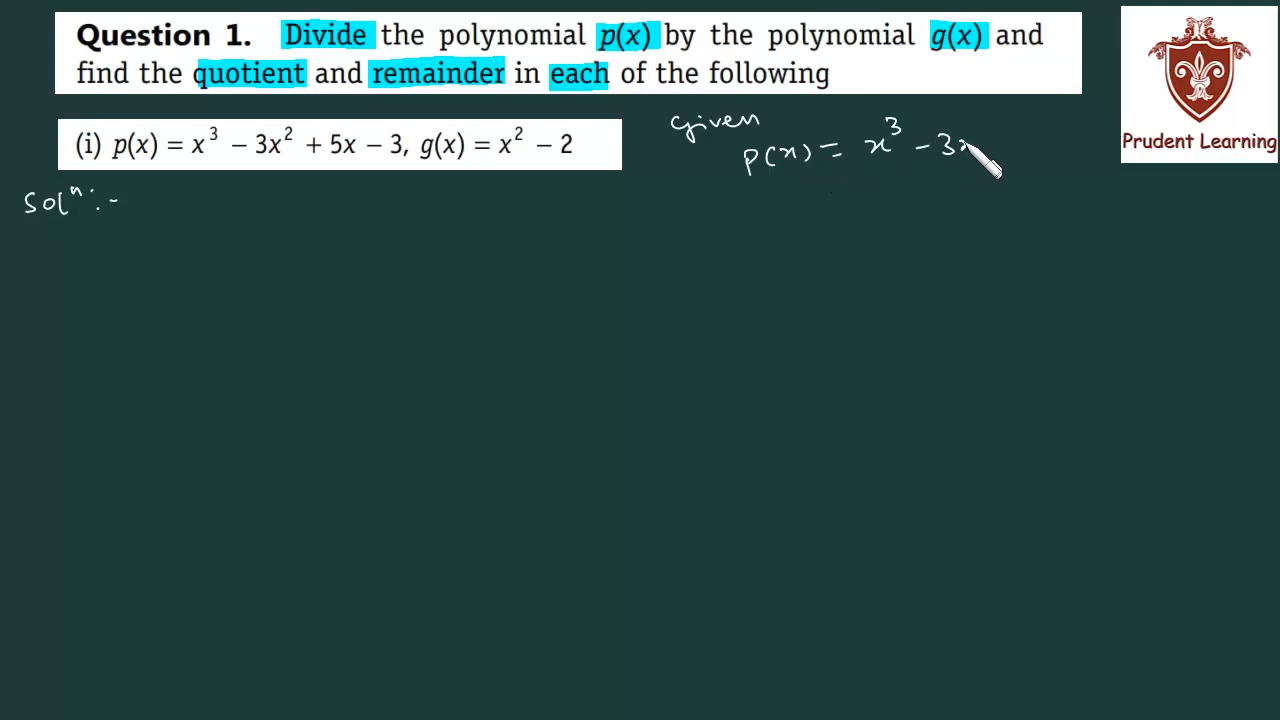 Question 1. Divide the polynomial p(x) by the polynomial g(x) and
find the quotient and remainder in each of the following
(i) p(x) = x³ − 3x² + 5x − 3, g(x) = x² − 2
given
p(x) = x³ − 3x
Solⁿ :-
Prudent Learning